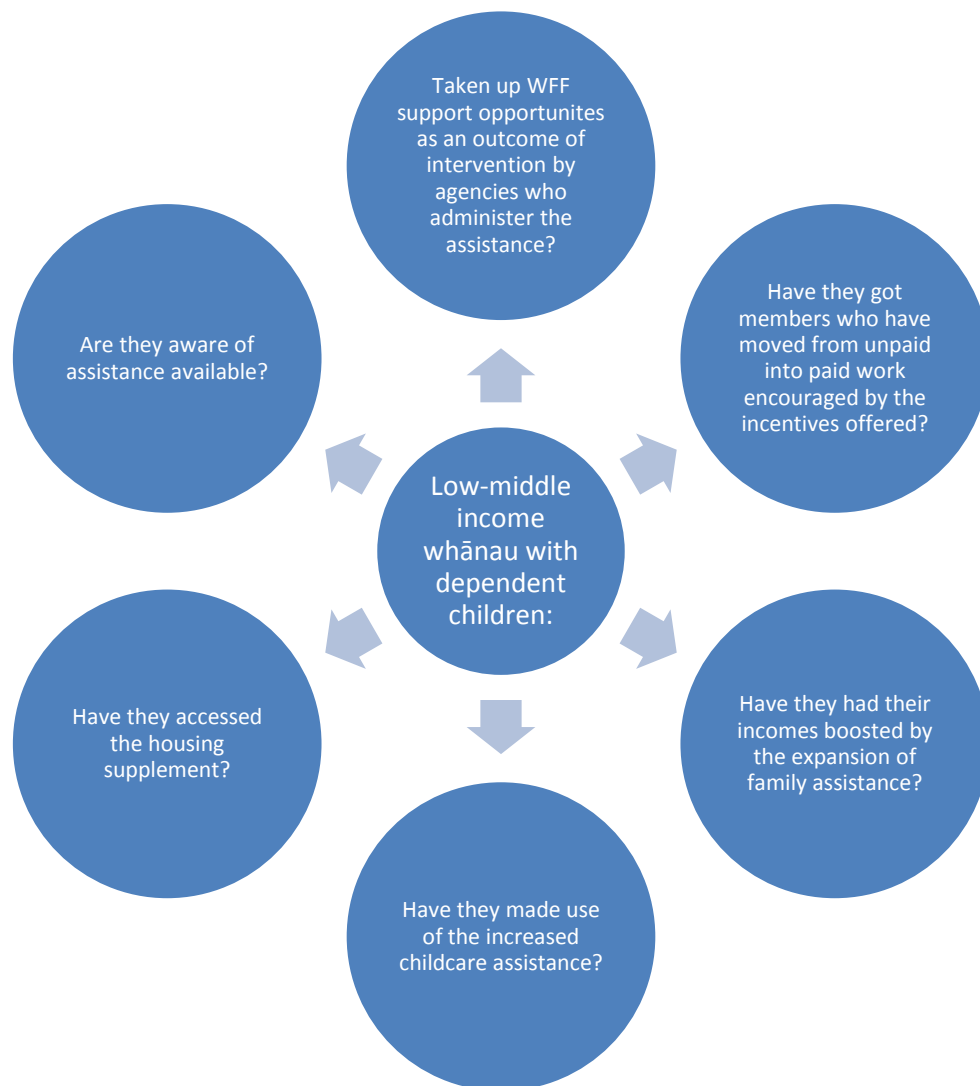 Taken up WFF
support opportunites
as an outcome of
intervention by
agencies who
administer the
assistance?
Have they got
members who have
moved from unpaid
into paid work
encouraged by the
incentives offered?
Are they aware of
assistance available?
Low-middle
income
whānau with
dependent
children:
Have they accessed
the housing
supplement?
Have they had their
incomes boosted by
the expansion of
family assistance?
Have they made use
of the increased
childcare assistance?